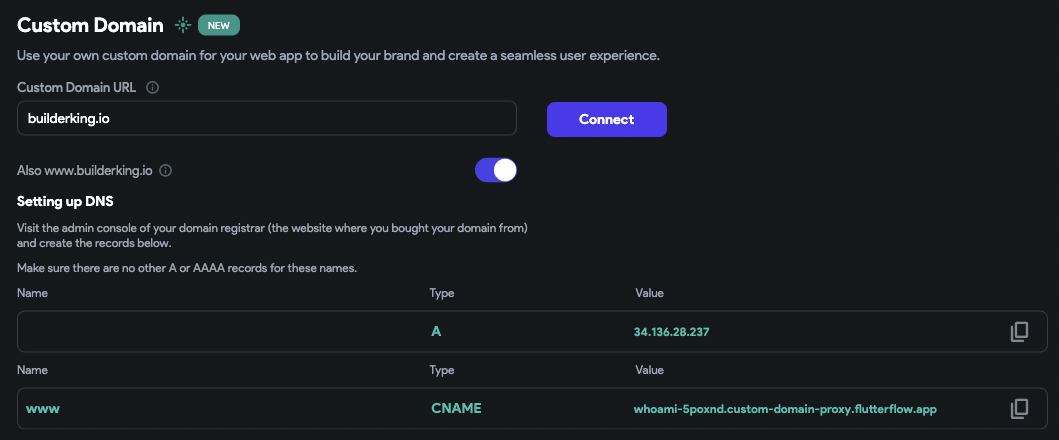 Custom Domain NEW
Use your own custom domain for your web app to build your brand and create a seamless user experience.
Custom Domain URL
builderking.io
Connect
Also www.builderking.io
Setting up DNS
Visit the admin console of your domain registrar (the website where you bought your domain from)
and create the records below.
Make sure there are no other A or AAAA records for these names.
Name Type Value
A 34.136.28.237
Name Type Value
www CNAME whoami-5poxnd.custom-domain-proxy.flutterflow.app